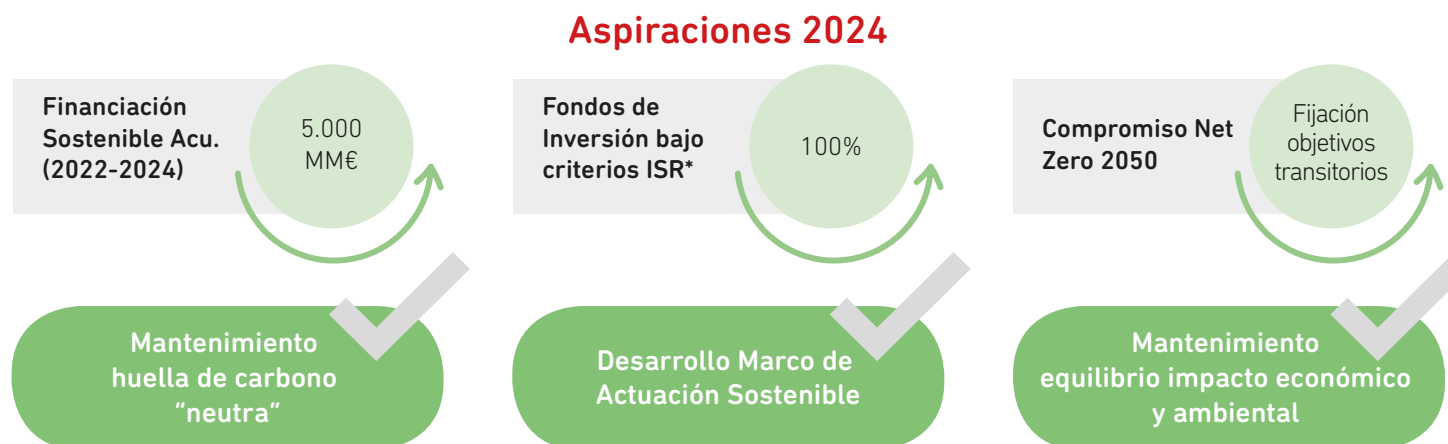 Aspiraciones 2024
Financiación
Sostenible Acu.
(2022-2024)
5.000
MM€
Fondos de
Inversión bajo
criterios ISR*
100%
Compromiso Net
Zero 2050
Fijación
objetivos
transitorios
Mantenimiento
huella de carbono
"neutra"
Desarrollo Marco de
Actuación Sostenible
Mantenimiento
equilibrio impacto económico
y ambiental